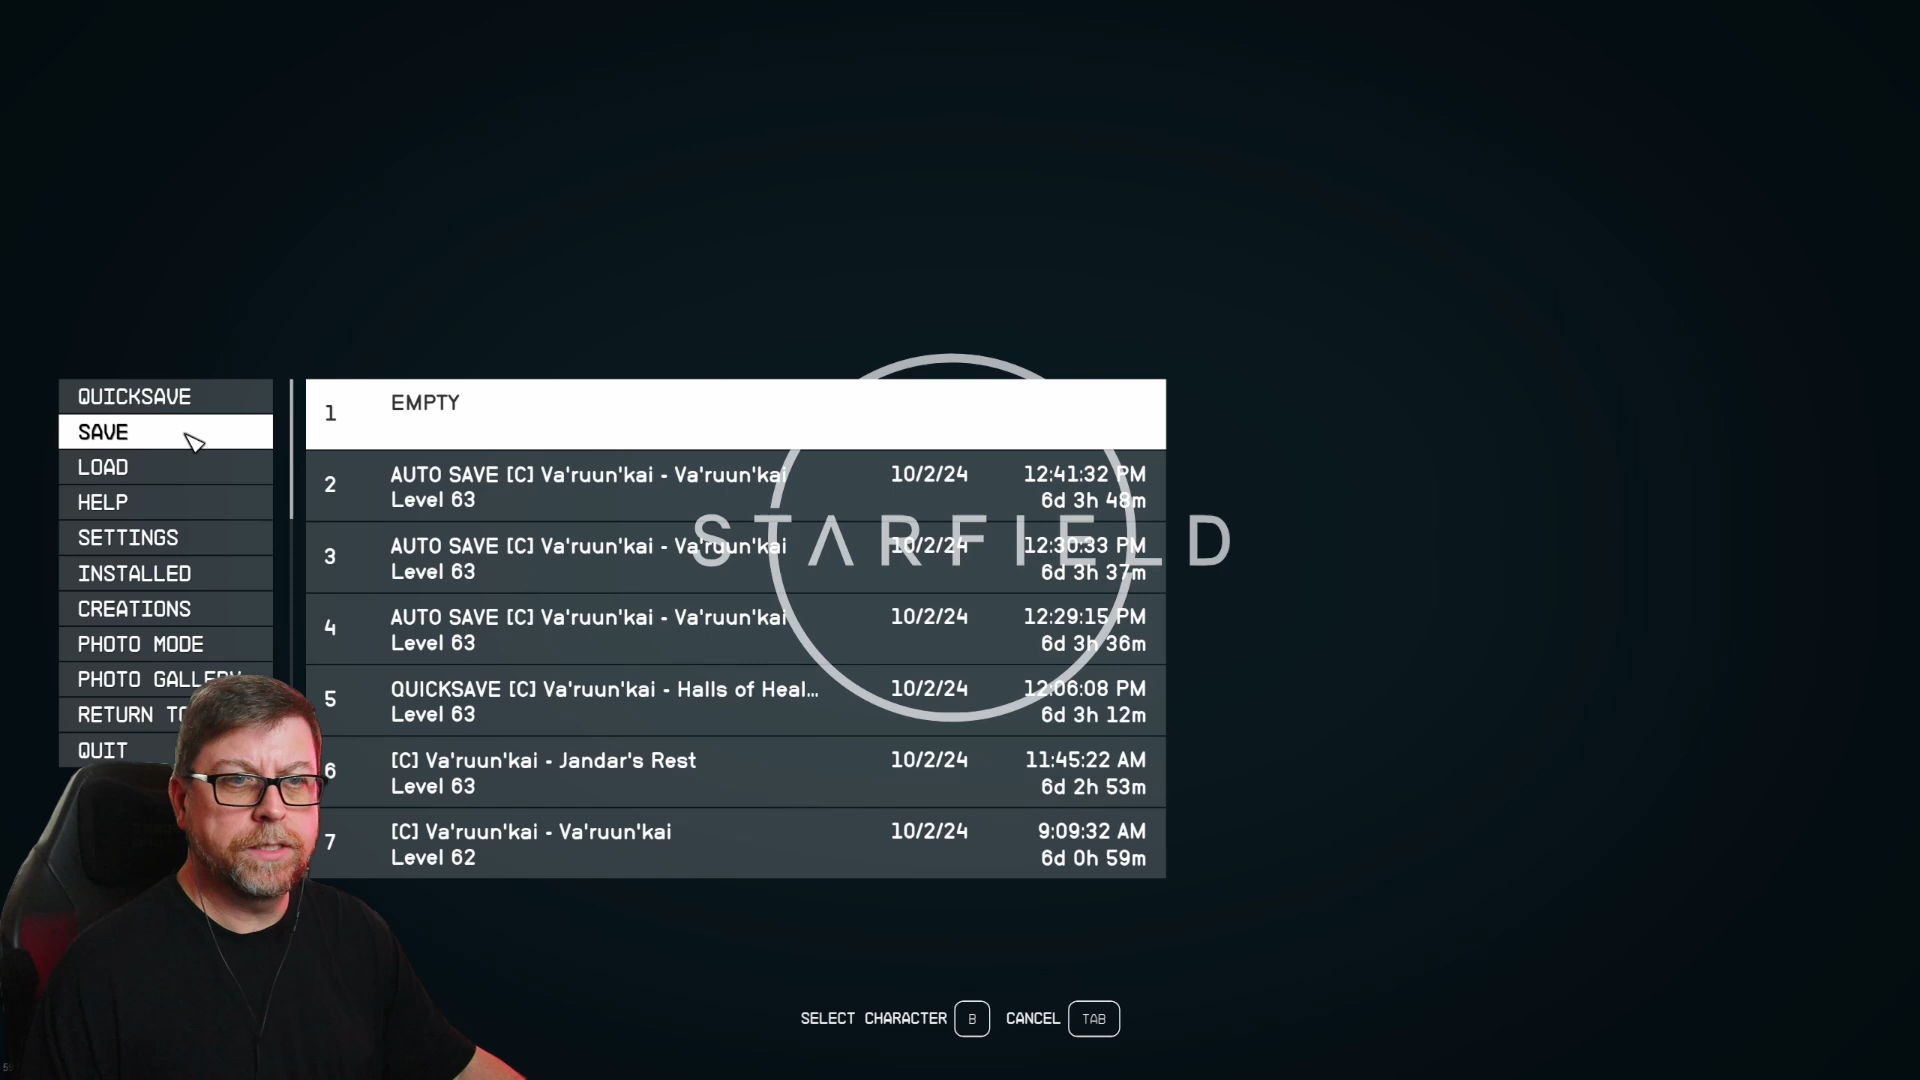 QUICKSAVE
SAVE
LOAD
HELP
SETTINGS
INSTALLED
CREATIONS
PHOTO MODE
PHOTO GALLERY
RETURN TO
QUIT
1 EMPTY
2 AUTO SAVE [C] Va'ruun'kai - Va'ruun'kai 10/2/24 12:41:32 PM
Level 63 6d 3h 48m
3 AUTO SAVE [C] Va'ruun'kai - Va'ruun'kai 10/2/24 12:30:33 PM
Level 63 6d 3h 37m
4 AUTO SAVE [C] Va'ruun'kai - Va'ruun'kai 10/2/24 12:29:15 PM
Level 63 6d 3h 36m
5 QUICKSAVE [C] Va'ruun'kai - Halls of Heal... 10/2/24 12:06:08 PM
Level 63 6d 3h 12m
6 [C] Va'ruun'kai - Jandar's Rest 10/2/24 11:45:22 AM
Level 63 6d 2h 53m
7 [C] Va'ruun'kai - Va'ruun'kai 10/2/24 9:09:32 AM
Level 62 6d 0h 59m
STARFIELD
SELECT CHARACTER B CANCEL TAB